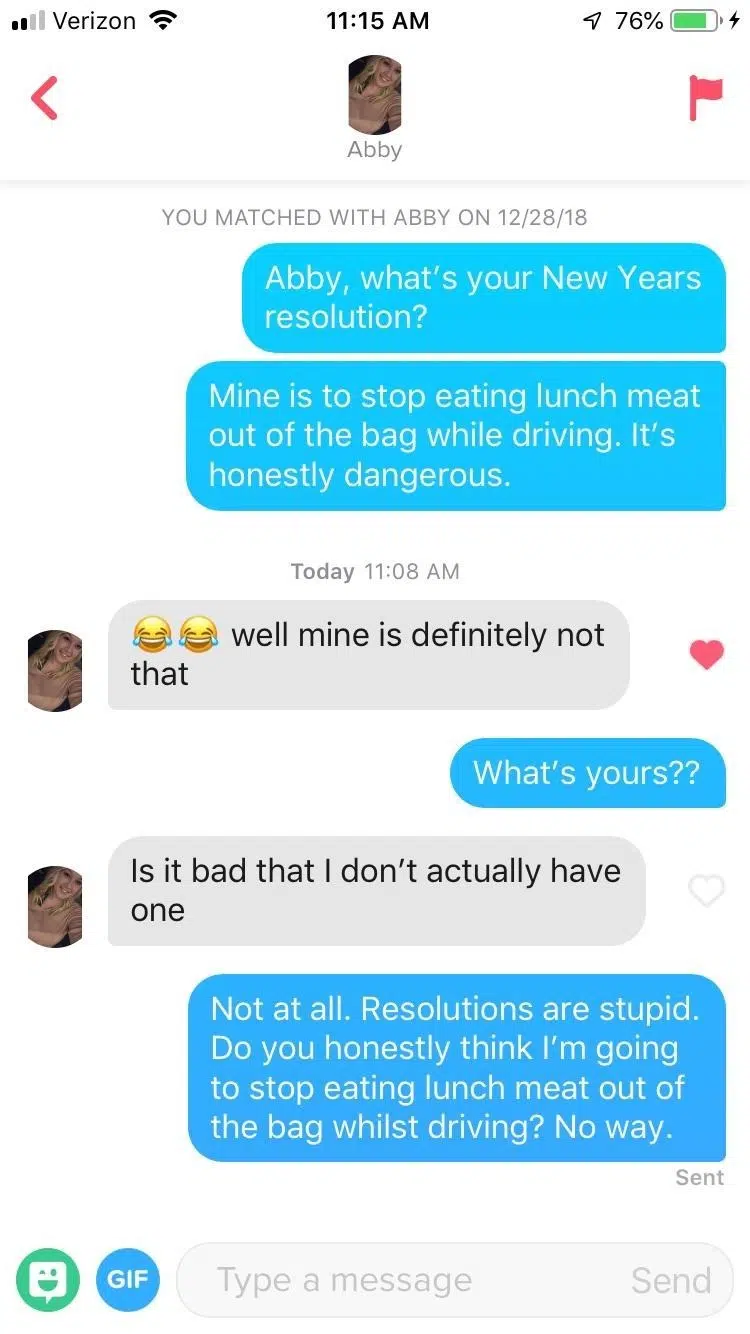 Verizon 11:15 AM 76%
Abby
YOU MATCHED WITH ABBY ON 12/28/18
Abby, what’s your New Years
resolution?
Mine is to stop eating lunch meat
out of the bag while driving. It’s
honestly dangerous.
Today 11:08 AM
😂😂 well mine is definitely not
that
What’s yours??
Is it bad that I don’t actually have
one
Not at all. Resolutions are stupid.
Do you honestly think I’m going
to stop eating lunch meat out of
the bag whilst driving? No way.
Sent
GIF Type a message Send